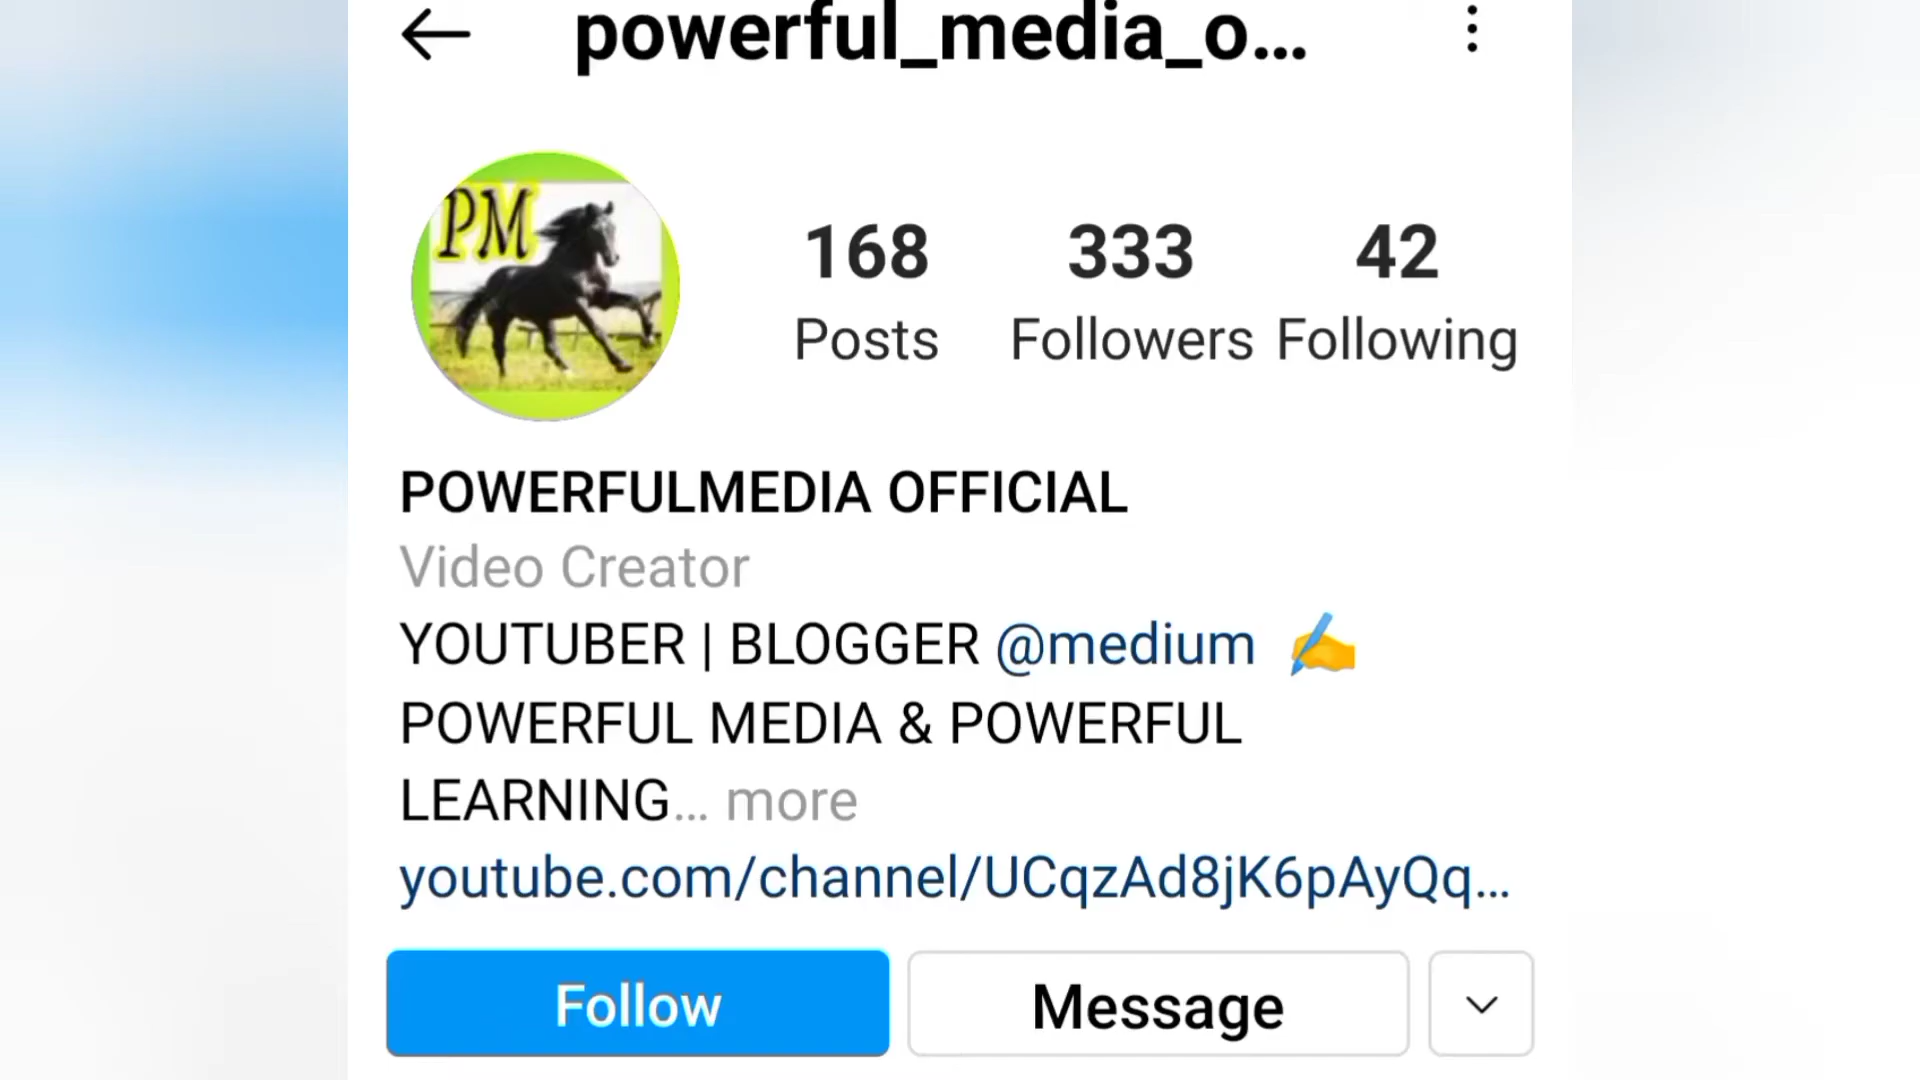 powerful_media_o...
PM
168 333 42
Posts Followers Following
POWERFULMEDIA OFFICIAL
Video Creator
YOUTUBER | BLOGGER @medium ✍️
POWERFUL MEDIA & POWERFUL
LEARNING... more
youtube.com/channel/UCqzAd8jK6pAyQq...
Follow Message